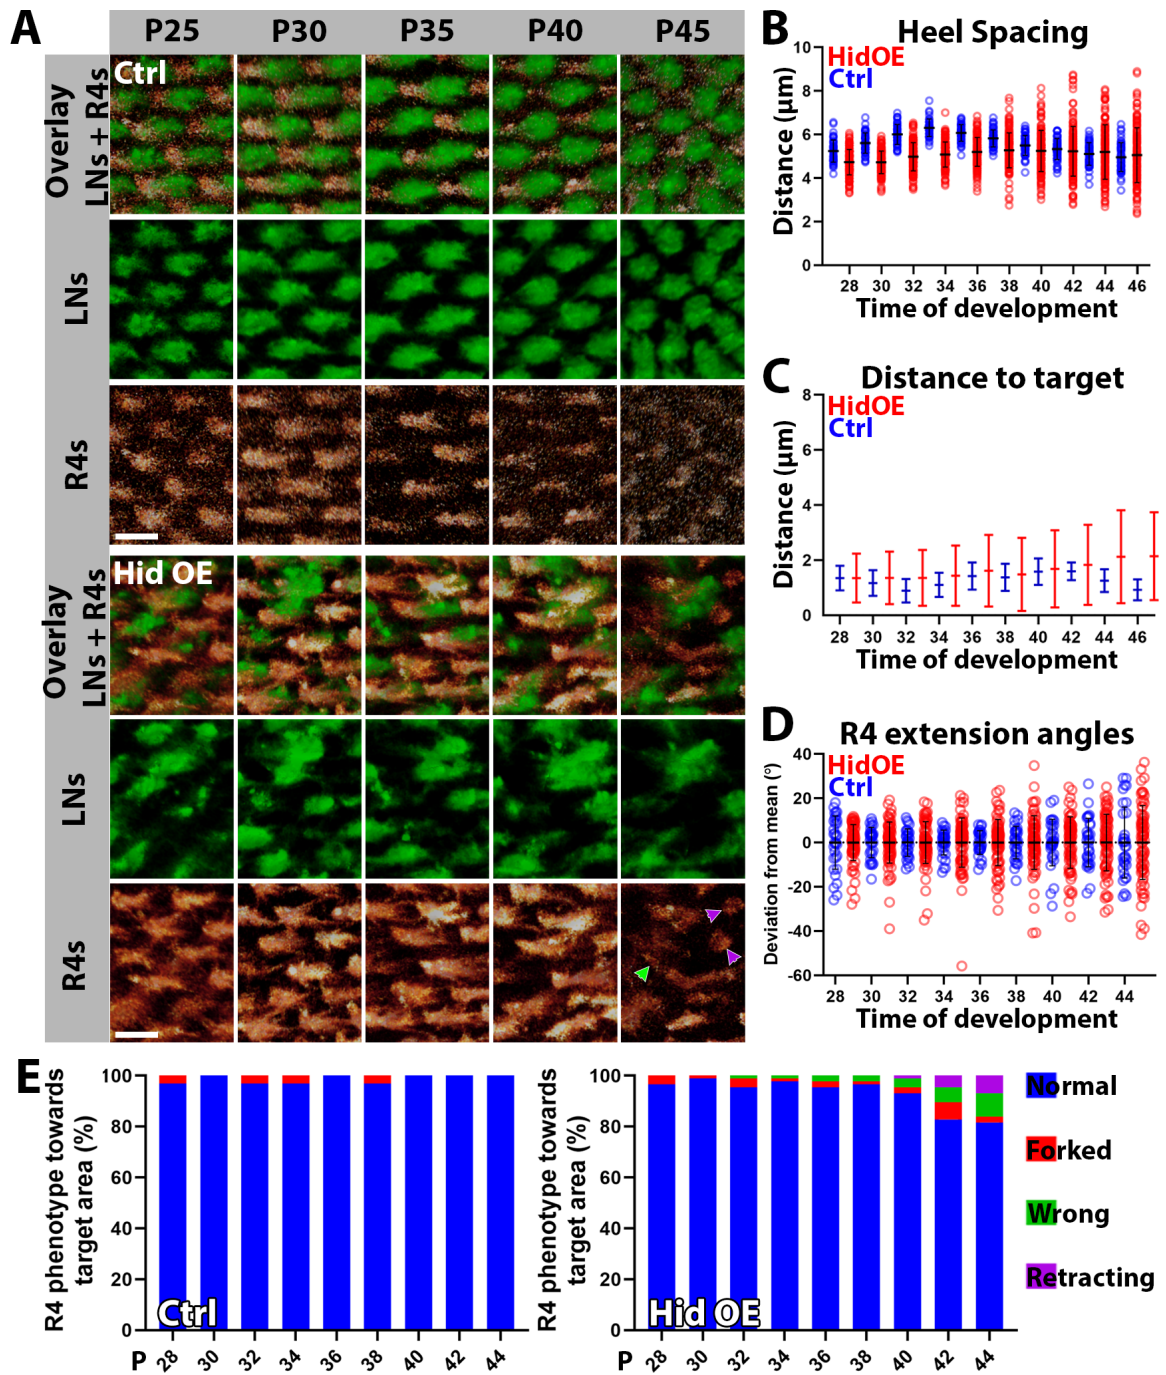 A
P25 P30 P35 P40 P45
Overlay
LNs + R4s
Ctrl
LNs
R4s
Overlay
LNs + R4s
Hid OE
LNs
R4s
B
Heel Spacing
HidOE
Ctrl
Distance (µm)
10
8
6
4
2
0
28 30 32 34 36 38 40 42 44 46
Time of development
C
Distance to target
HidOE
Ctrl
Distance (µm)
8
6
4
2
0
28 30 32 34 36 38 40 42 44 46
Time of development
D
R4 extension angles
HidOE
Ctrl
Deviation from mean (°)
40
20
0
-20
-40
-60
28 30 32 34 36 38 40 42 44
Time of development
E
R4 phenotype towards
target area (%)
100
80
60
40
20
0
Ctrl
P 28 30 32 34 36 38 40 42 44
R4 phenotype towards
target area (%)
100
80
60
40
20
0
Hid OE
P 28 30 32 34 36 38 40 42 44
Normal
Forked
Wrong
Retracting